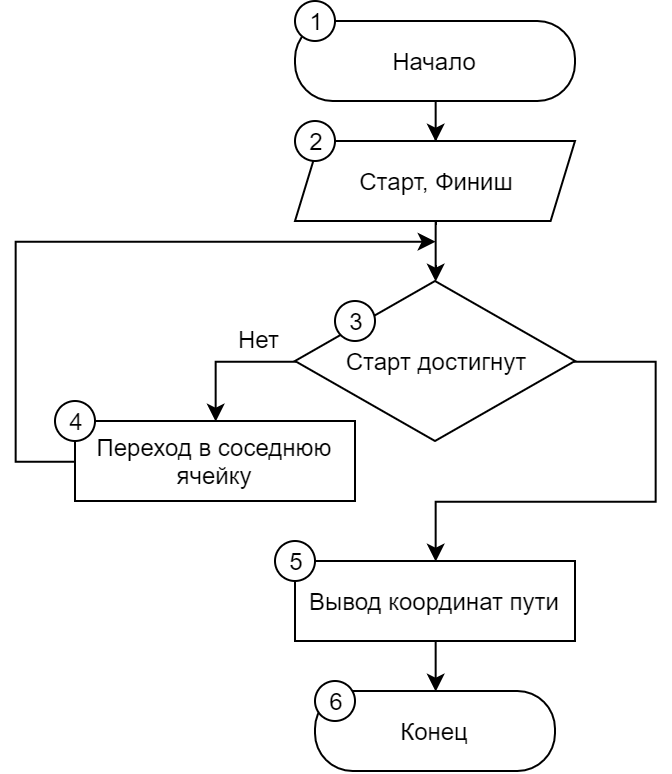 1
Начало
2
Старт, Финиш
3
Старт достигнут
Нет
4
Переход в соседнюю
ячейку
5
Вывод координат пути
6
Конец